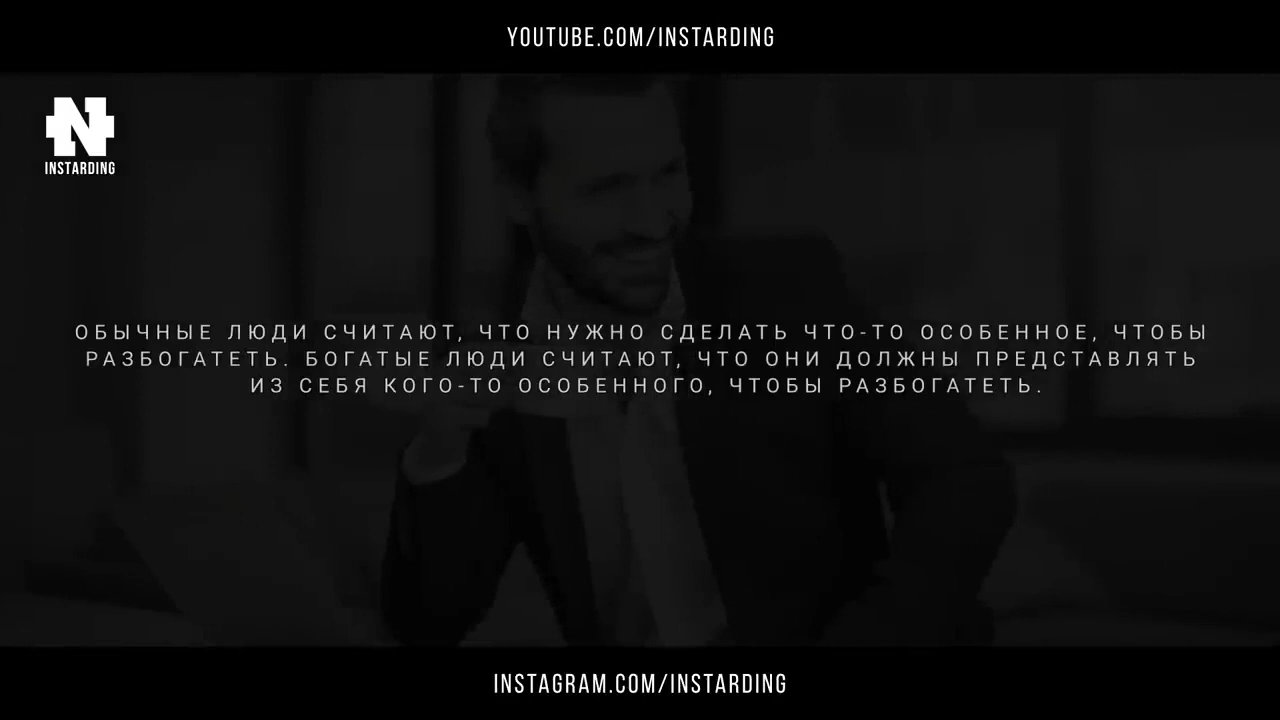 YOUTUBE.COM/INSTARDING
N
INSTARDING
ОБЫЧНЫЕ ЛЮДИ СЧИТАЮТ, ЧТО НУЖНО СДЕЛАТЬ ЧТО-ТО ОСОБЕННОЕ, ЧТОБЫ
РАЗБОГАТЕТЬ. БОГАТЫЕ ЛЮДИ СЧИТАЮТ, ЧТО ОНИ ДОЛЖНЫ ПРЕДСТАВЛЯТЬ
ИЗ СЕБЯ КОГО-ТО ОСОБЕННОГО, ЧТОБЫ РАЗБОГАТЕТЬ.
INSTAGRAM.COM/INSTARDING